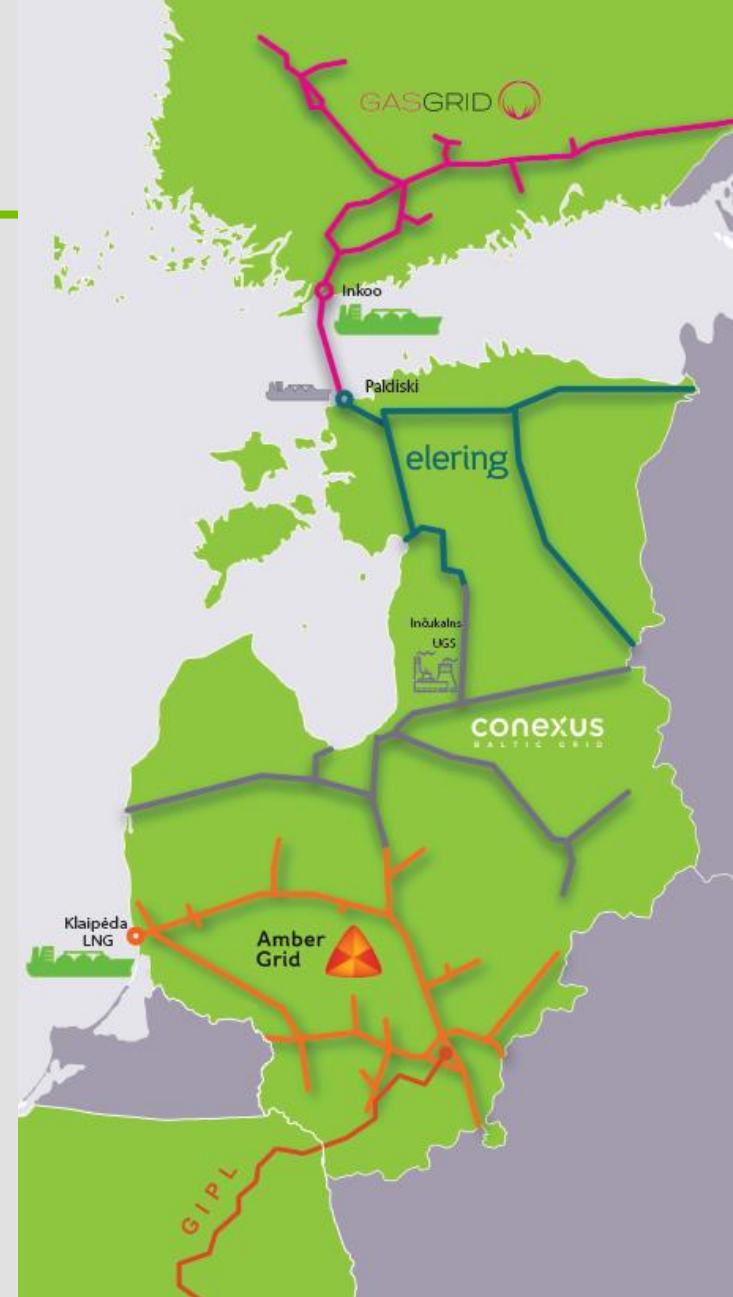 GASGRID
Inkoo
Paldiski
elering
Inčukalns
UGS
conexus
BALTIC GRID
Klaipėda
LNG
Amber
Grid
GIPL